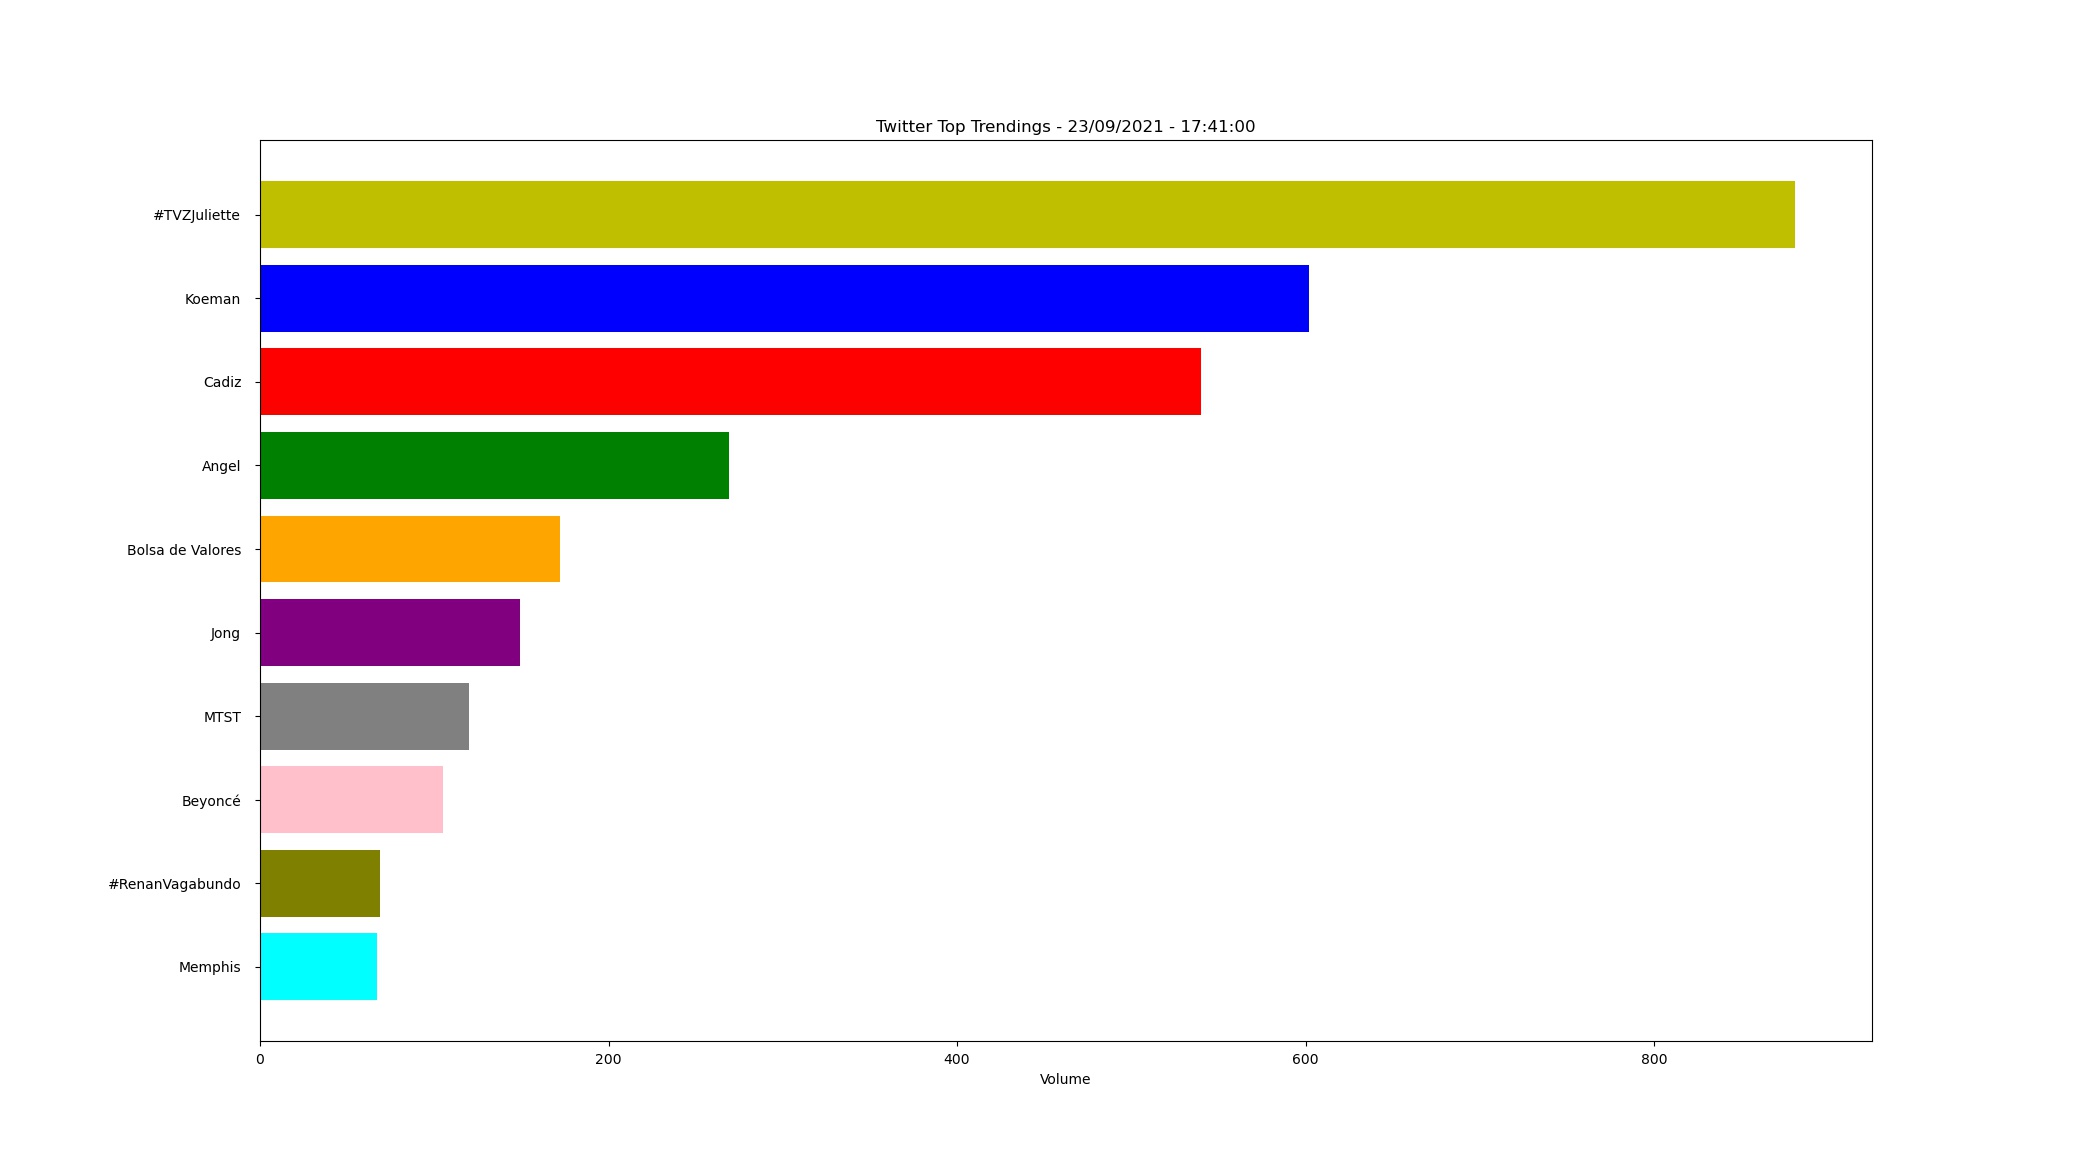 Twitter Top Trendings - 23/09/2021 - 17:41:00
#TVZJuliette
Koeman
Cadiz
Angel
Bolsa de Valores
Jong
MTST
Beyoncé
#RenanVagabundo
Memphis
0 200 400 600 800
Volume